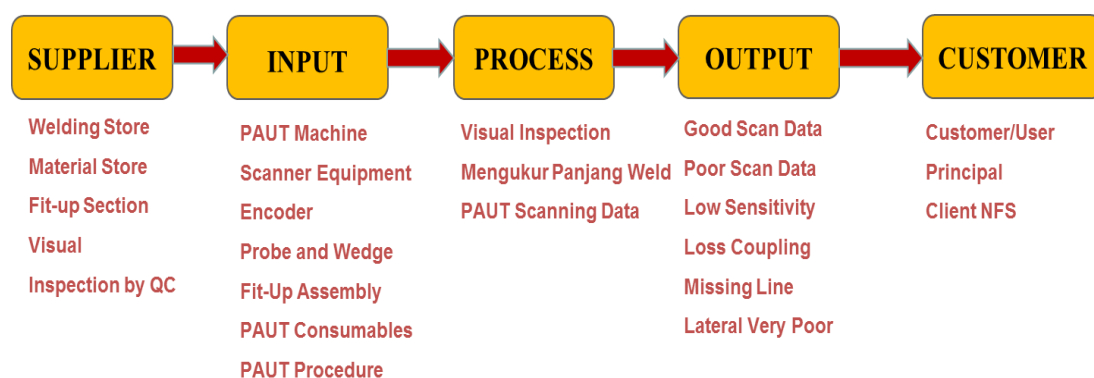 SUPPLIER
INPUT
PROCESS
OUTPUT
CUSTOMER
Welding Store
Material Store
Fit-up Section
Visual
Inspection by QC
PAUT Machine
Scanner Equipment
Encoder
Probe and Wedge
Fit-Up Assembly
PAUT Consumables
PAUT Procedure
Visual Inspection
Mengukur Panjang Weld
PAUT Scanning Data
Good Scan Data
Poor Scan Data
Low Sensitivity
Loss Coupling
Missing Line
Lateral Very Poor
Customer/User
Principal
Client NFS